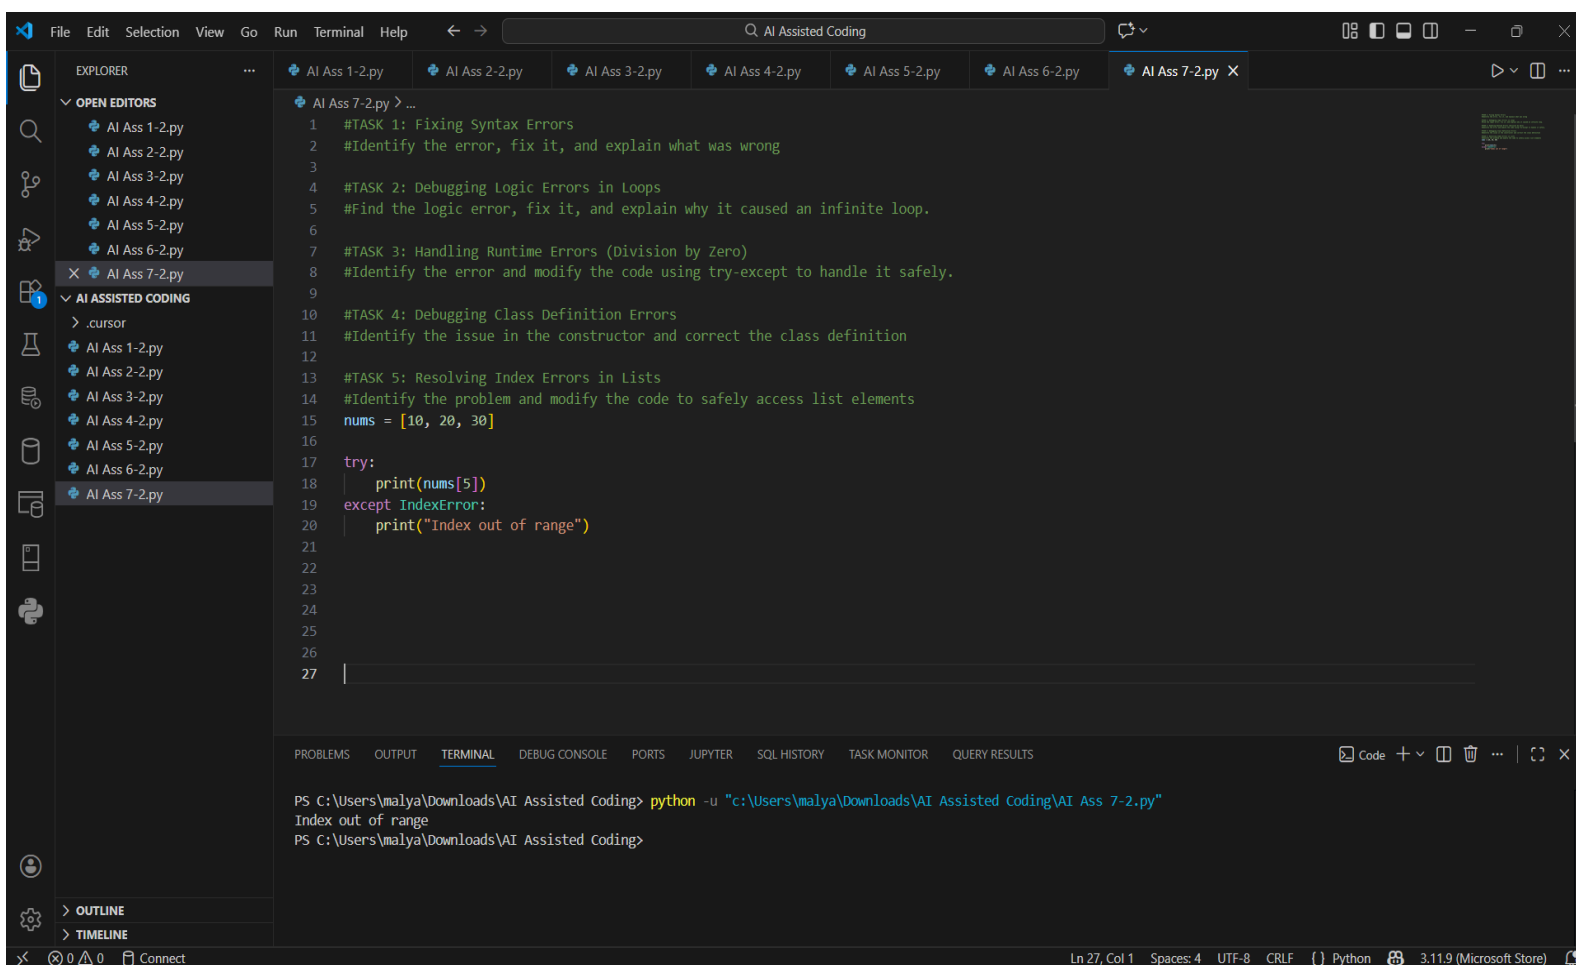 File Edit Selection View Go Run Terminal Help
AI Assisted Coding
EXPLORER
OPEN EDITORS
AI Ass 1-2.py
AI Ass 2-2.py
AI Ass 3-2.py
AI Ass 4-2.py
AI Ass 5-2.py
AI Ass 6-2.py
AI Ass 7-2.py
AI ASSISTED CODING
.cursor
AI Ass 1-2.py
AI Ass 2-2.py
AI Ass 3-2.py
AI Ass 4-2.py
AI Ass 5-2.py
AI Ass 6-2.py
AI Ass 7-2.py
OUTLINE
TIMELINE
1
AI Ass 1-2.py AI Ass 2-2.py AI Ass 3-2.py AI Ass 4-2.py AI Ass 5-2.py AI Ass 6-2.py AI Ass 7-2.py
AI Ass 7-2.py > ...
1 #TASK 1: Fixing Syntax Errors
2 #Identify the error, fix it, and explain what was wrong
3
4 #TASK 2: Debugging Logic Errors in Loops
5 #Find the logic error, fix it, and explain why it caused an infinite loop.
6
7 #TASK 3: Handling Runtime Errors (Division by Zero)
8 #Identify the error and modify the code using try-except to handle it safely.
9
10 #TASK 4: Debugging Class Definition Errors
11 #Identify the issue in the constructor and correct the class definition
12
13 #TASK 5: Resolving Index Errors in Lists
14 #Identify the problem and modify the code to safely access list elements
15 nums = [10, 20, 30]
16
17 try:
18     print(nums[5])
19 except IndexError:
20     print("Index out of range")
21
22
23
24
25
26
27
PROBLEMS OUTPUT TERMINAL DEBUG CONSOLE PORTS JUPYTER SQL HISTORY TASK MONITOR QUERY RESULTS
Code
PS C:\Users\malya\Downloads\AI Assisted Coding> python -u "c:\Users\malya\Downloads\AI Assisted Coding\AI Ass 7-2.py"
Index out of range
PS C:\Users\malya\Downloads\AI Assisted Coding>
0 0 Connect
Ln 27, Col 1 Spaces: 4 UTF-8 CRLF { } Python 3.11.9 (Microsoft Store)